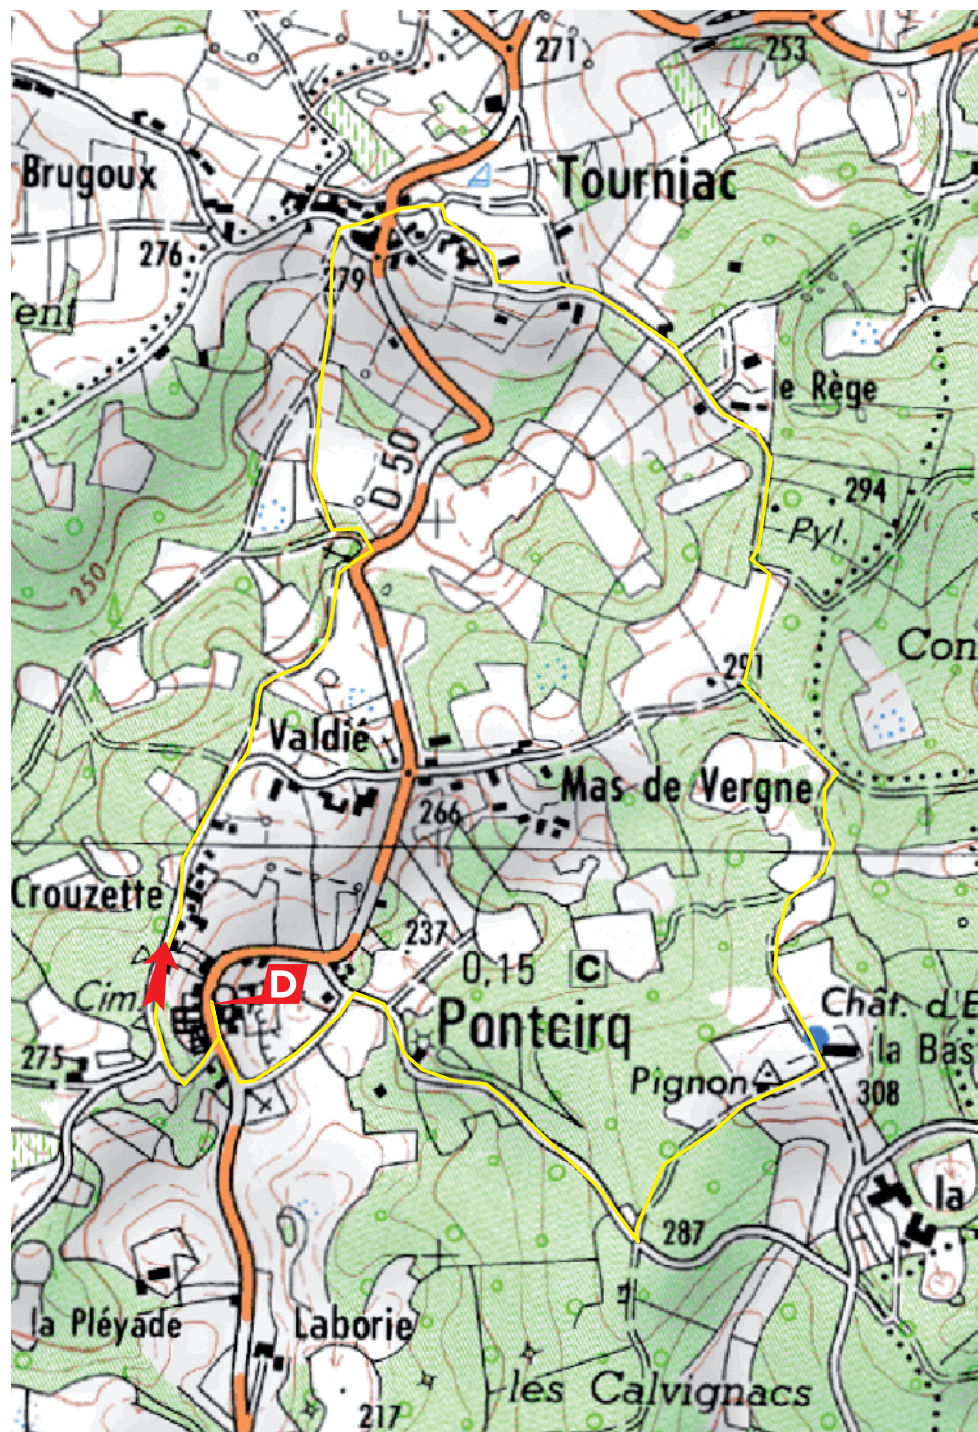 271
253
Brugoux
Tourniac
276
279
ent
le Rège
D 50
294
Pyl.
250
Con
291
Valdié
Mas de Vergne
266
Crouzette
237
0,15 C
Cim.
D
Pontcirq
Chât. d'E
la Bas
275
Pignon
308
la
287
la Pléyade
Laborie
les Calvignacs
217